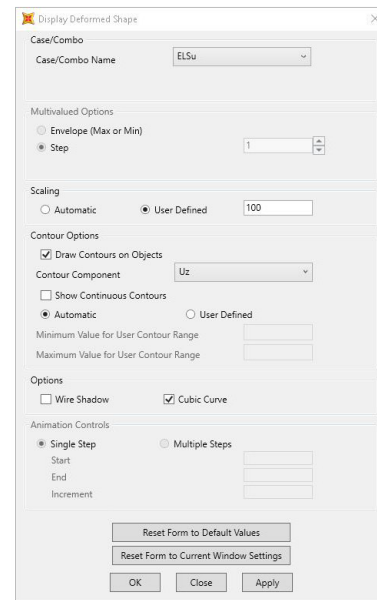 Display Deformed Shape
Case/Combo
Case/Combo Name ELSu
Multivalued Options
Envelope (Max or Min)
Step 1
Scaling
Automatic User Defined 100
Contour Options
Draw Contours on Objects
Contour Component Uz
Show Continuous Contours
Automatic User Defined
Minimum Value for User Contour Range
Maximum Value for User Contour Range
Options
Wire Shadow Cubic Curve
Animation Controls
Single Step Multiple Steps
Start
End
Increment
Reset Form to Default Values
Reset Form to Current Window Settings
OK Close Apply